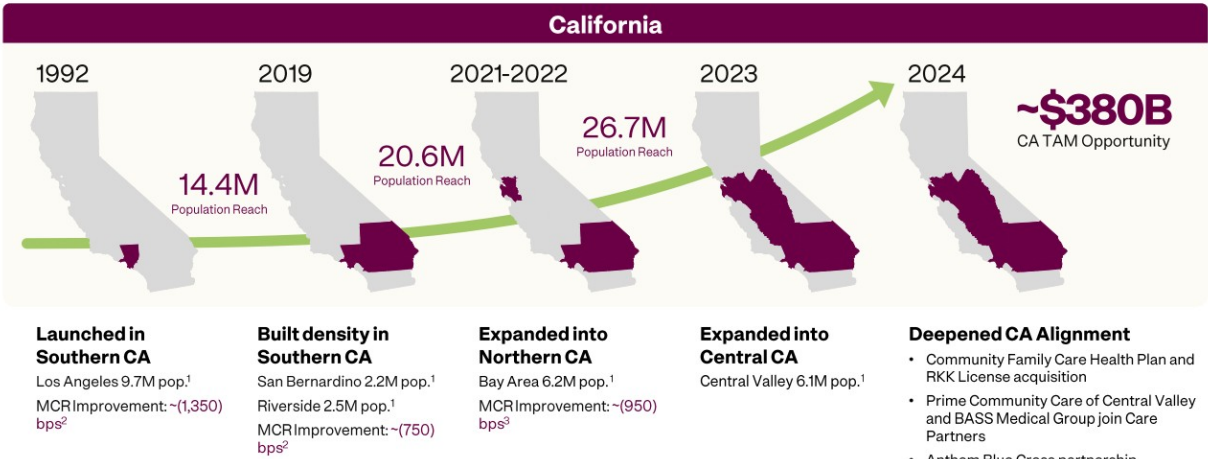 California
1992
2019
2021-2022
2023
2024
14.4M
Population Reach
20.6M
Population Reach
26.7M
Population Reach
~$380B
CA TAM Opportunity
Launched in
Southern CA
Los Angeles 9.7M pop.¹
MCR Improvement: ~(1,350)
bps²
Built density in
Southern CA
San Bernardino 2.2M pop.¹
Riverside 2.5M pop.¹
MCR Improvement: ~(750)
bps²
Expanded into
Northern CA
Bay Area 6.2M pop.¹
MCR Improvement: ~(950)
bps³
Expanded into
Central CA
Central Valley 6.1M pop.¹
Deepened CA Alignment
• Community Family Care Health Plan and
RKK License acquisition
• Prime Community Care of Central Valley
and BASS Medical Group join Care
Partners
• Anthem Blue Cross partnership